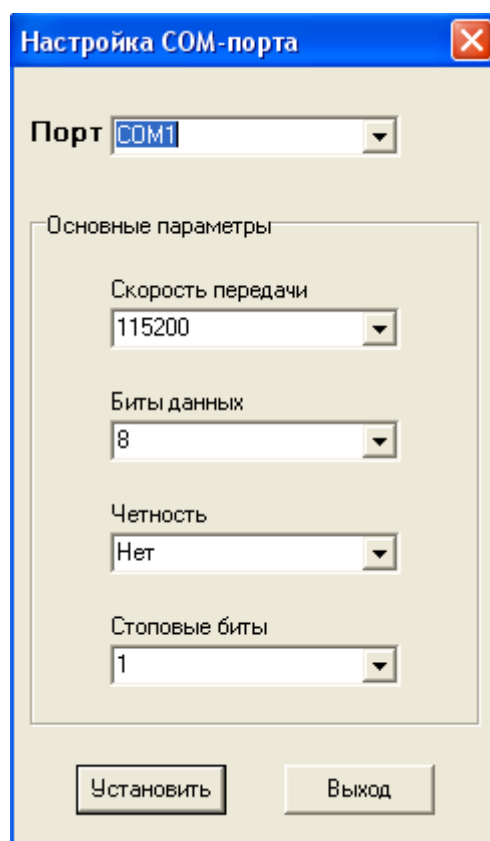 Настройка COM-порта
Порт COM1
Основные параметры
Скорость передачи
115200
Биты данных
8
Четность
Нет
Стоповые биты
1
Установить Выход